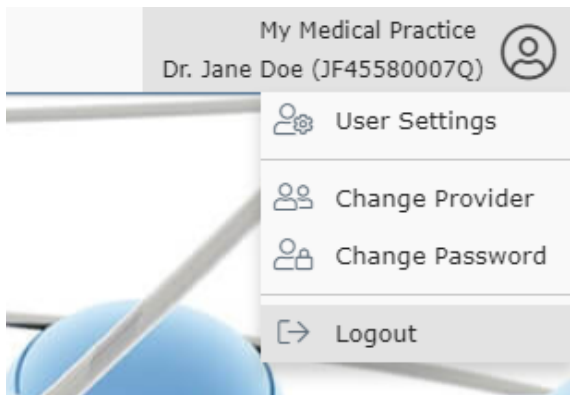 My Medical Practice
Dr. Jane Doe (JF45580007Q)
User Settings
Change Provider
Change Password
Logout